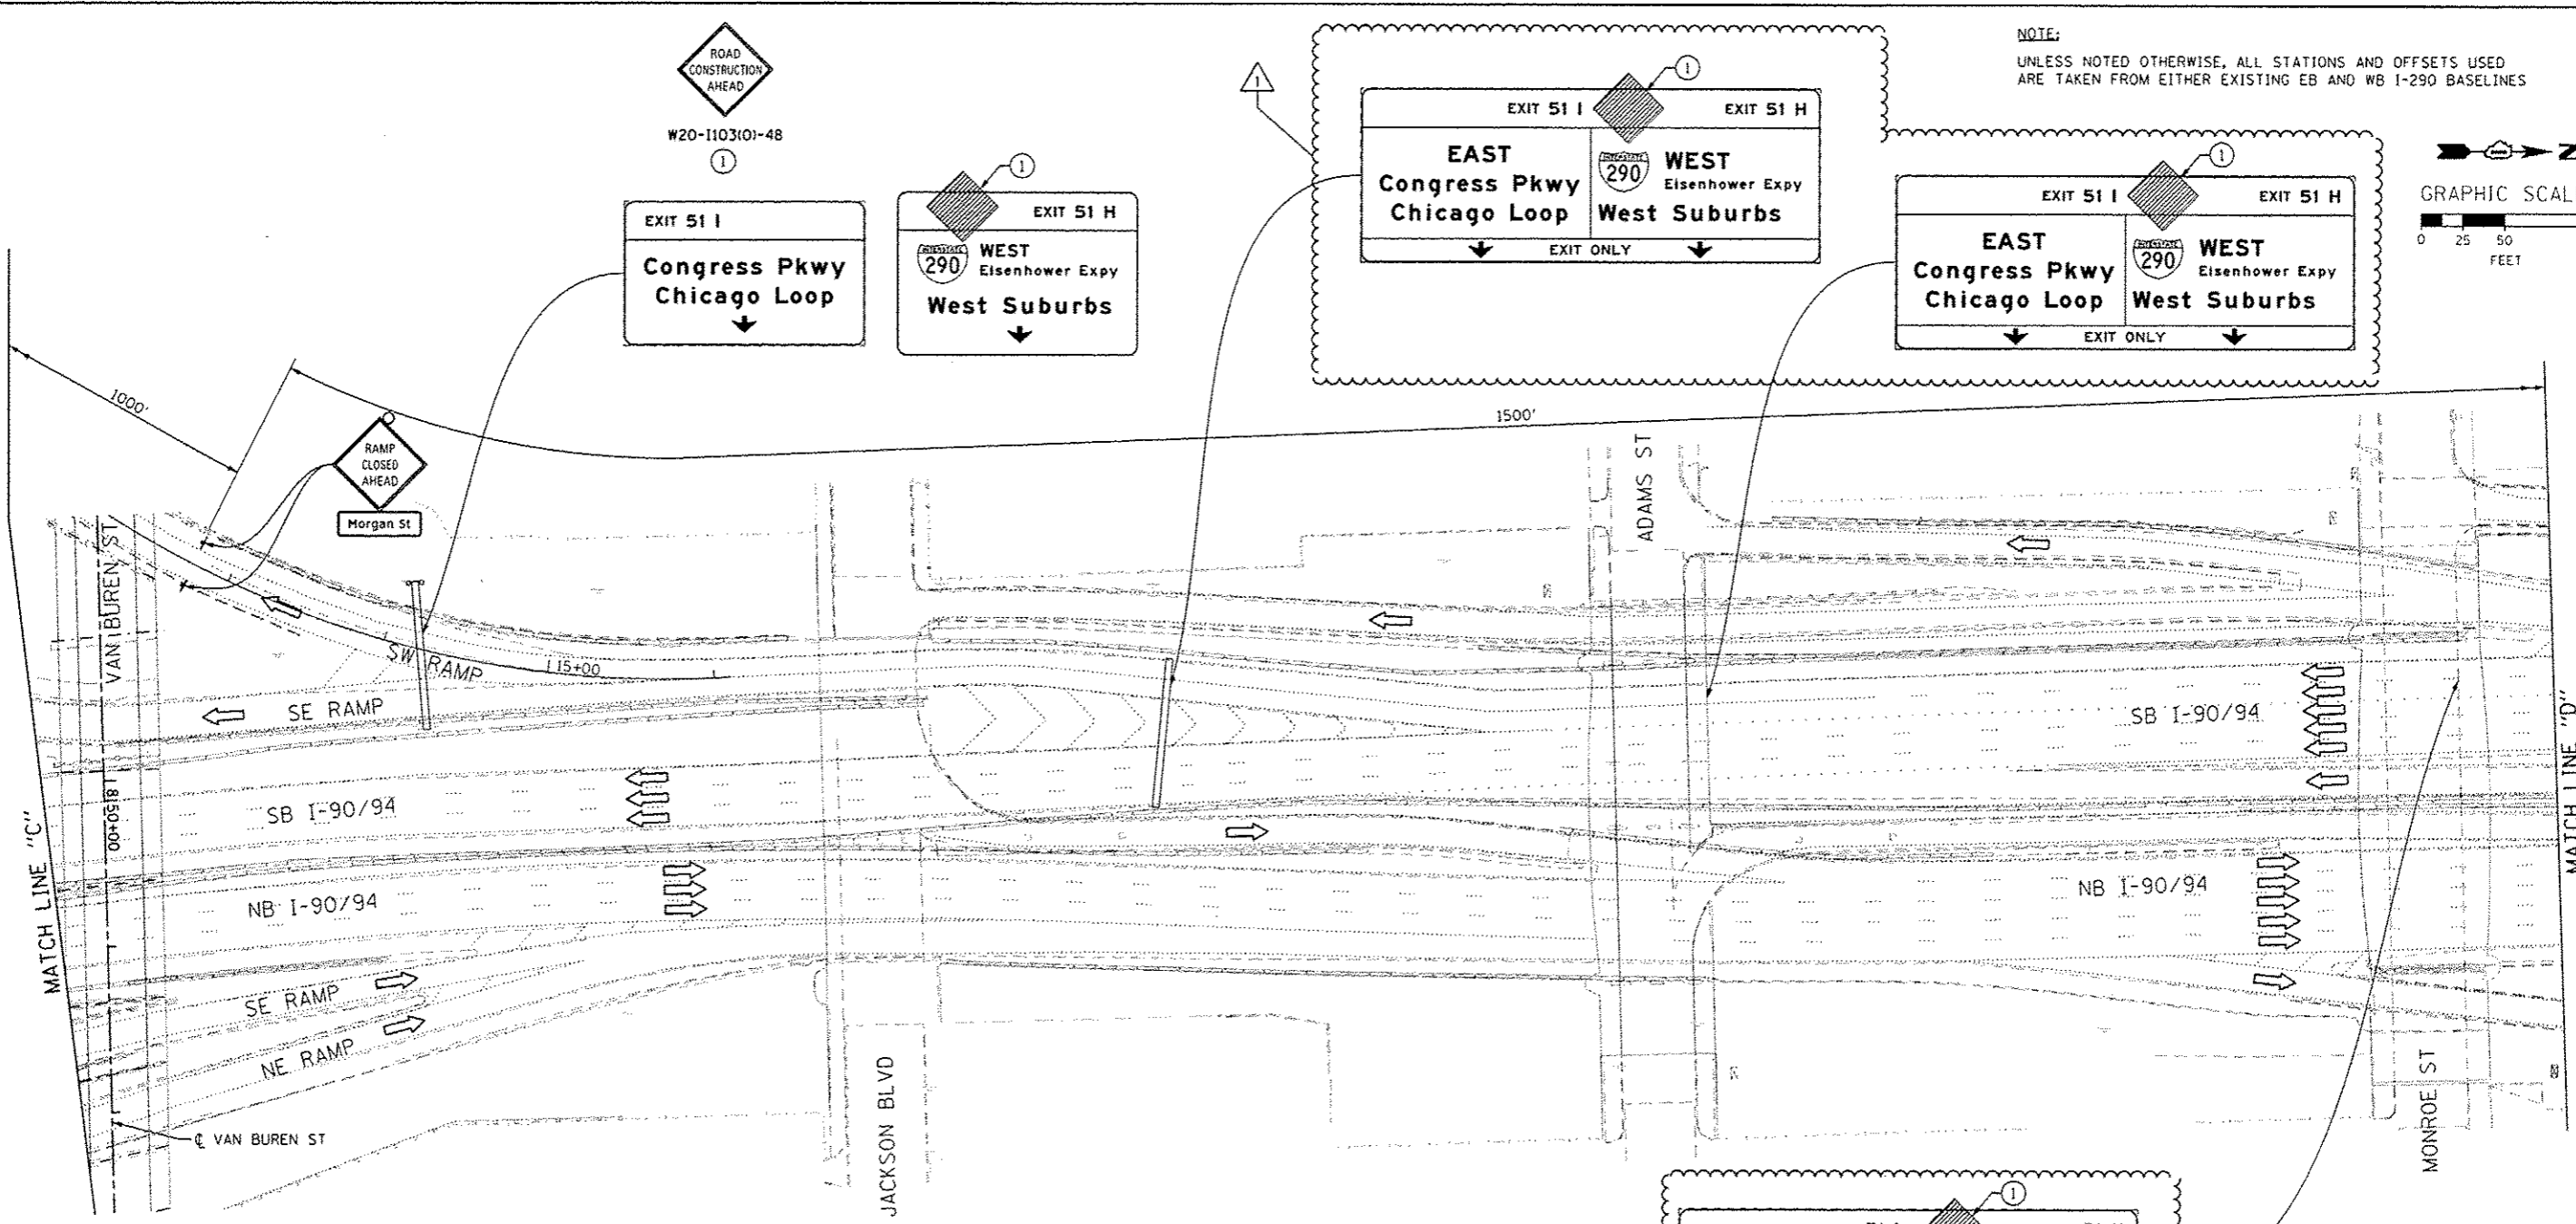 ROAD
CONSTRUCTION
AHEAD
W20-I103(0)-48
1
EXIT 51 I
Congress Pkwy
Chicago Loop
1
EXIT 51 H
INTERSTATE
290
WEST
Eisenhower Expy
West Suburbs
1
1
EXIT 51 I
EXIT 51 H
EAST
Congress Pkwy
Chicago Loop
INTERSTATE
290
WEST
Eisenhower Expy
West Suburbs
EXIT ONLY
1
EXIT 51 I
EXIT 51 H
EAST
Congress Pkwy
Chicago Loop
INTERSTATE
290
WEST
Eisenhower Expy
West Suburbs
EXIT ONLY
NOTE:
UNLESS NOTED OTHERWISE, ALL STATIONS AND OFFSETS USED
ARE TAKEN FROM EITHER EXISTING EB AND WB I-290 BASELINES
GRAPHIC SCAL
0 25 50
FEET
1000'
1500'
RAMP
CLOSED
AHEAD
Morgan St
VAN BUREN ST
ADAMS ST
SW RAMP
115+00
SE RAMP
SB I-90/94
SB I-90/94
8150+00
MATCH LINE "C"
MATCH LINE "D"
NB I-90/94
NB I-90/94
SE RAMP
NE RAMP
℄ VAN BUREN ST
JACKSON BLVD
MONROE ST
1